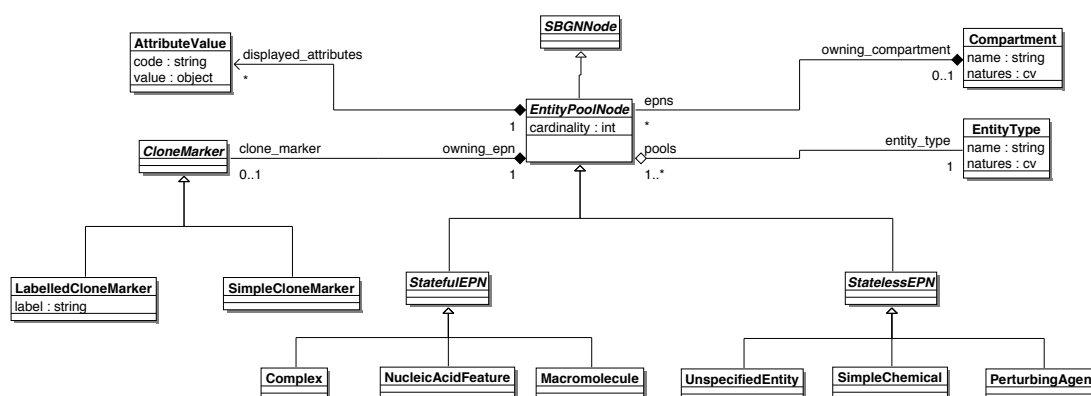 SBGNNode
AttributeValue
code : string
value : object
displayed_attributes
*
owning_compartment
0..1
Compartment
name : string
natures : cv
EntityPoolNode
cardinality : int
1
epns
*
CloneMarker
clone_marker
0..1
owning_epn
1
pools
1..*
entity_type
1
EntityType
name : string
natures : cv
LabelledCloneMarker
label : string
SimpleCloneMarker
StatefulEPN
StatelessEPN
Complex
NucleicAcidFeature
Macromolecule
UnspecifiedEntity
SimpleChemical
PerturbingAgen